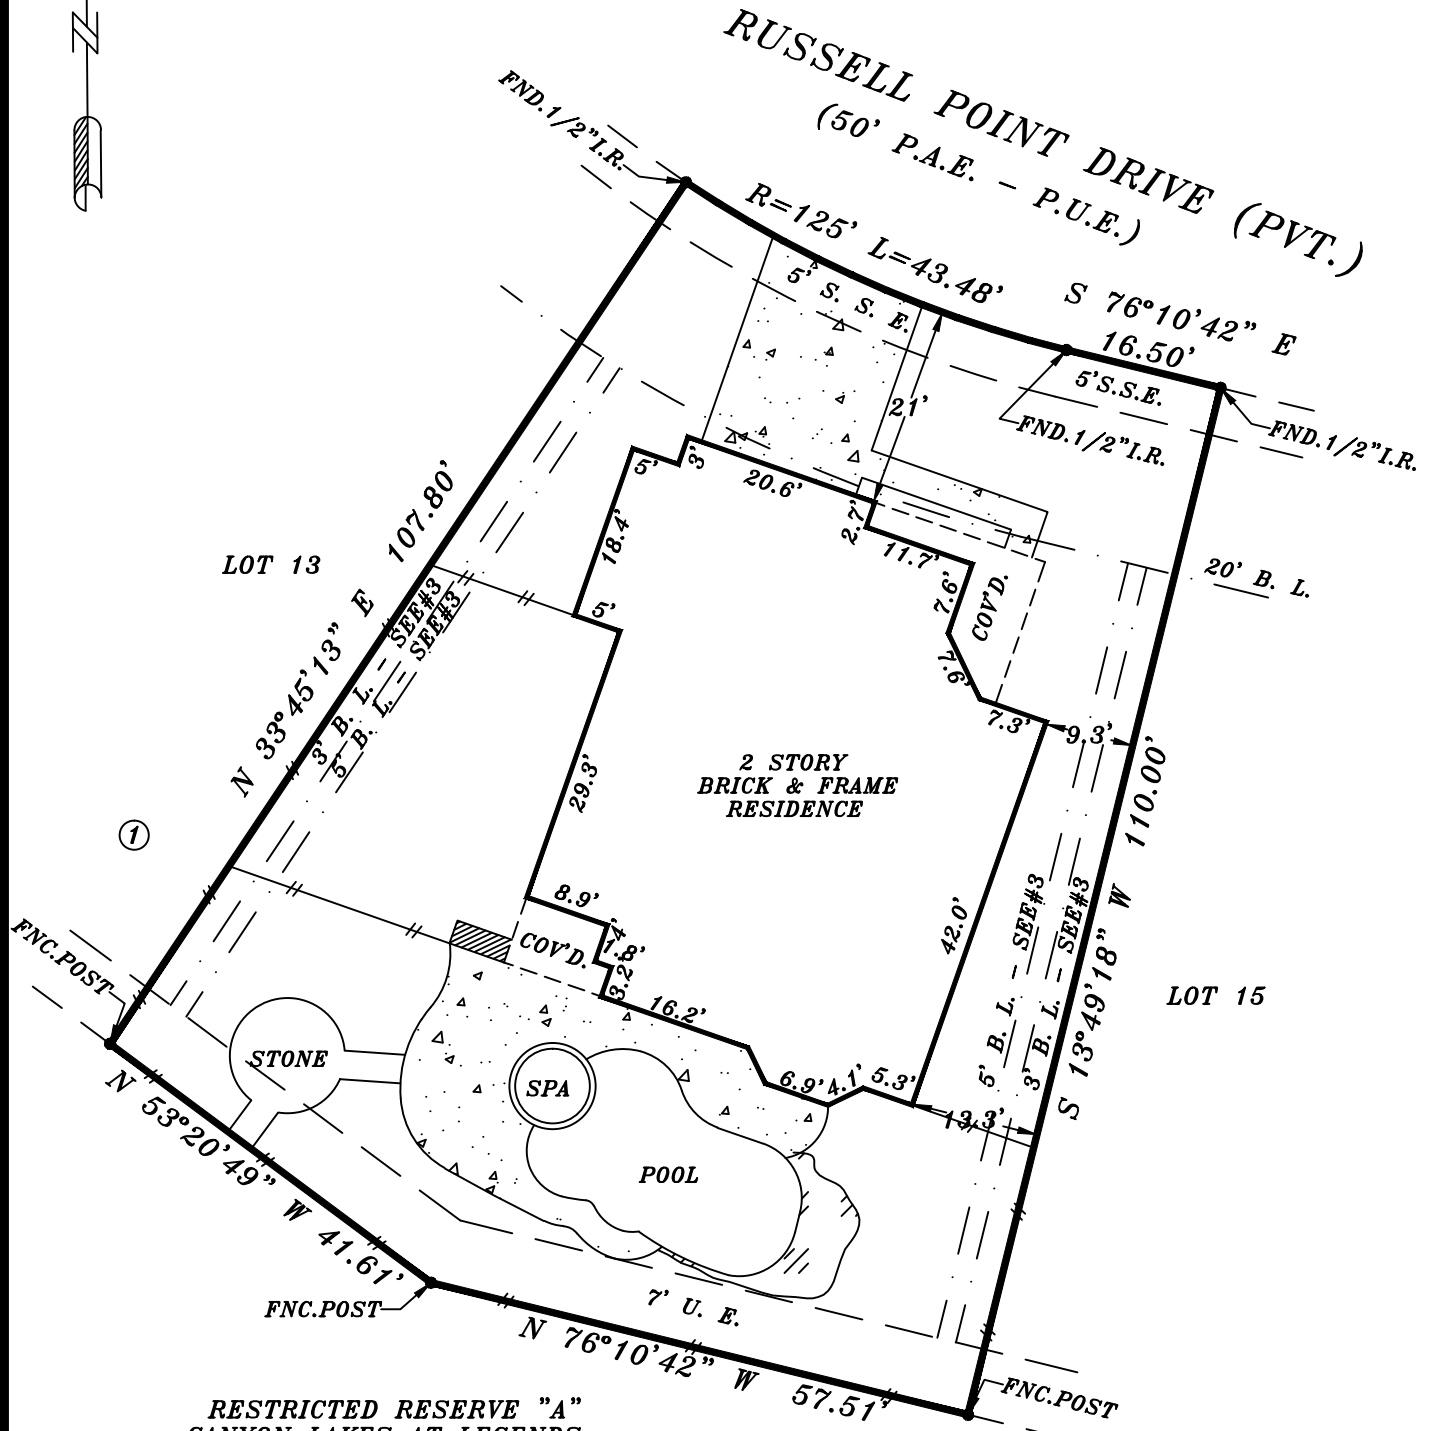 RUSSELL POINT DRIVE (PVT.)
(50' P.A.E. - P.U.E.)
FND.1/2"I.R.
R=125' L=43.48'
S 76°10'42" E
16.50'
5' S. S. E.
5'S.S.E.
FND.1/2"I.R.
FND.1/2"I.R.
21'
5'
3'
20.6'
2.7'
11.7'
18.4'
7.6'
COV'D.
20' B. L.
LOT 13
N 33°45'13" E 107.80'
5'
7.6'
7.3'
9.3'
3' B. L. - SEE#3
5' B. L. - SEE#3
2 STORY
BRICK & FRAME
RESIDENCE
29.3'
1
8.9'
4'
1.8'
COV'D.
3.2'
16.2'
42.0'
5' B. L. - SEE#3
3' B. L. - SEE#3
S 13°49'18" W 110.00'
LOT 15
FNC.POST
STONE
SPA
6.9'
4.1'
5.3'
13.3'
POOL
N 53°20'49" W 41.61'
FNC.POST
7' U. E.
N 76°10'42" W 57.51'
FNC.POST
RESTRICTED RESERVE "A"
CANYON LAKES AT LEGENDS